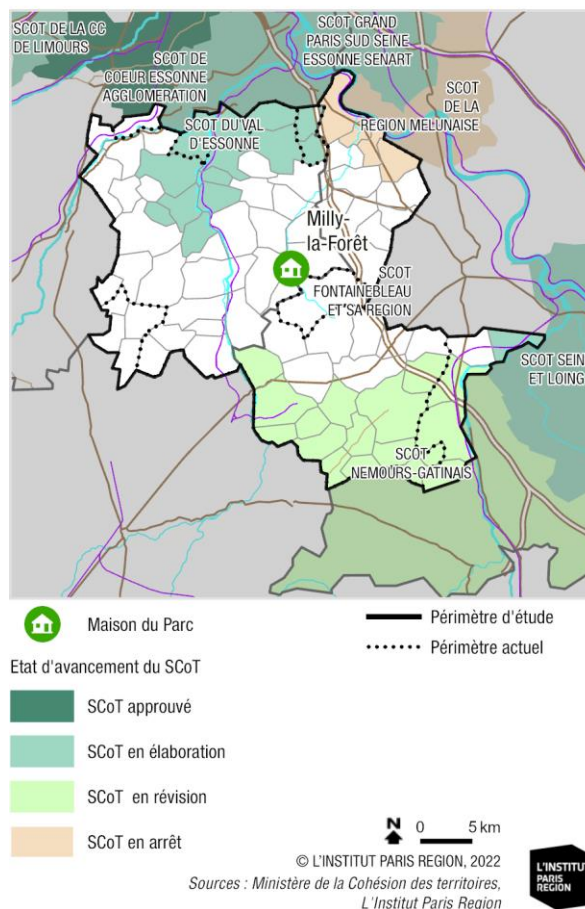 SCOT DE LA CC
DE LIMOURS
SCOT GRAND
PARIS SUD SEINE
ESSONNE SENART
SCOT DE
COEUR ESSONNE
AGGLOMERATION
SCOT
DE LA
REGION MELUNAISE
SCOT DU VAL
D'ESSONNE
Milly-
la-Forêt
SCOT
FONTAINEBLEAU
ET SA REGION
SCOT SEINE
ET LOING
SCOT
NEMOURS-GATINAIS
Maison du Parc
Périmètre d'étude
Périmètre actuel
Etat d'avancement du SCoT
SCoT approuvé
SCoT en élaboration
SCoT en révision
SCoT en arrêt
N
0 5 km
© L'INSTITUT PARIS REGION, 2022
Sources : Ministère de la Cohésion des territoires,
L'Institut Paris Region
L'INSTITUT
PARIS
REGION